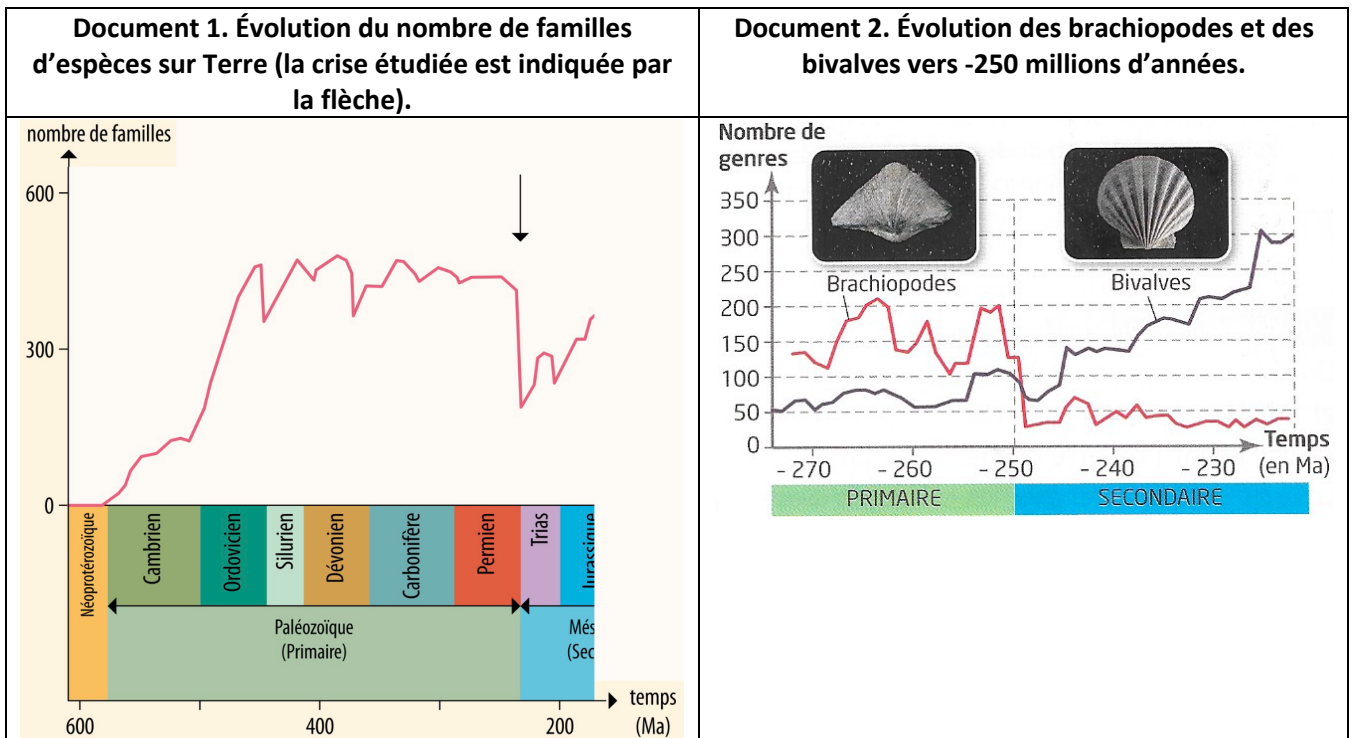 Document 1. Évolution du nombre de familles
d'espèces sur Terre (la crise étudiée est indiquée par
la flèche).
Document 2. Évolution des brachiopodes et des
bivalves vers -250 millions d'années.
nombre de familles
600
300
0
Néoprotérozoïque
Cambrien
Ordovicien
Silurien
Dévonien
Carbonifère
Permien
Trias
Jurassique
Paléozoïque
(Primaire)
Més
(Sec
temps
(Ma)
600
400
200
Nombre de
genres
350
300
250
200
150
100
50
0
Brachiopodes
Bivalves
Temps
(en Ma)
- 270
- 260
- 250
- 240
- 230
PRIMAIRE
SECONDAIRE